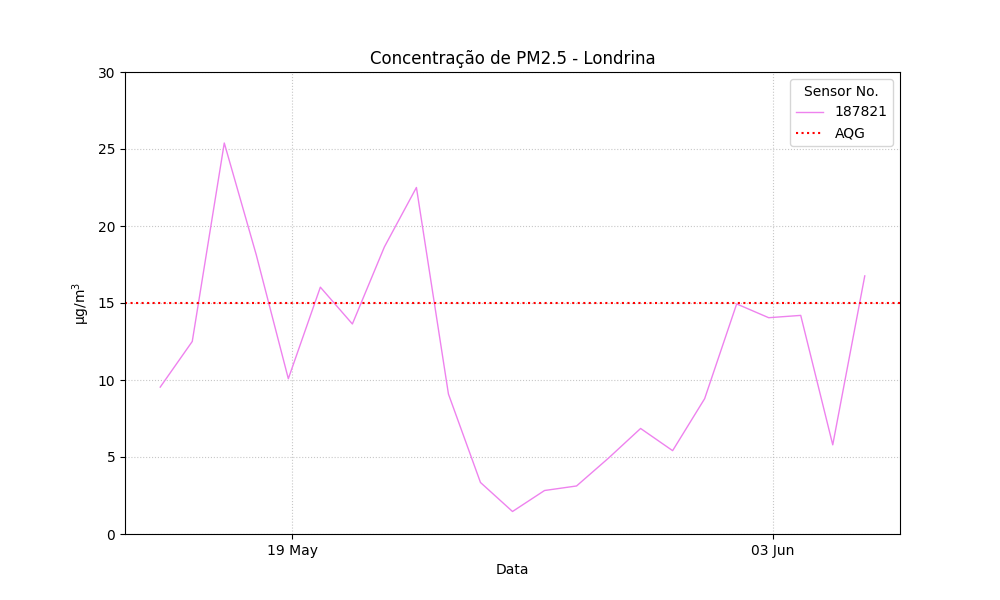 Concentração de PM2.5 - Londrina
Sensor No.
187821
AQG
30
25
20
15
10
5
0
µg/m³
19 May
03 Jun
Data